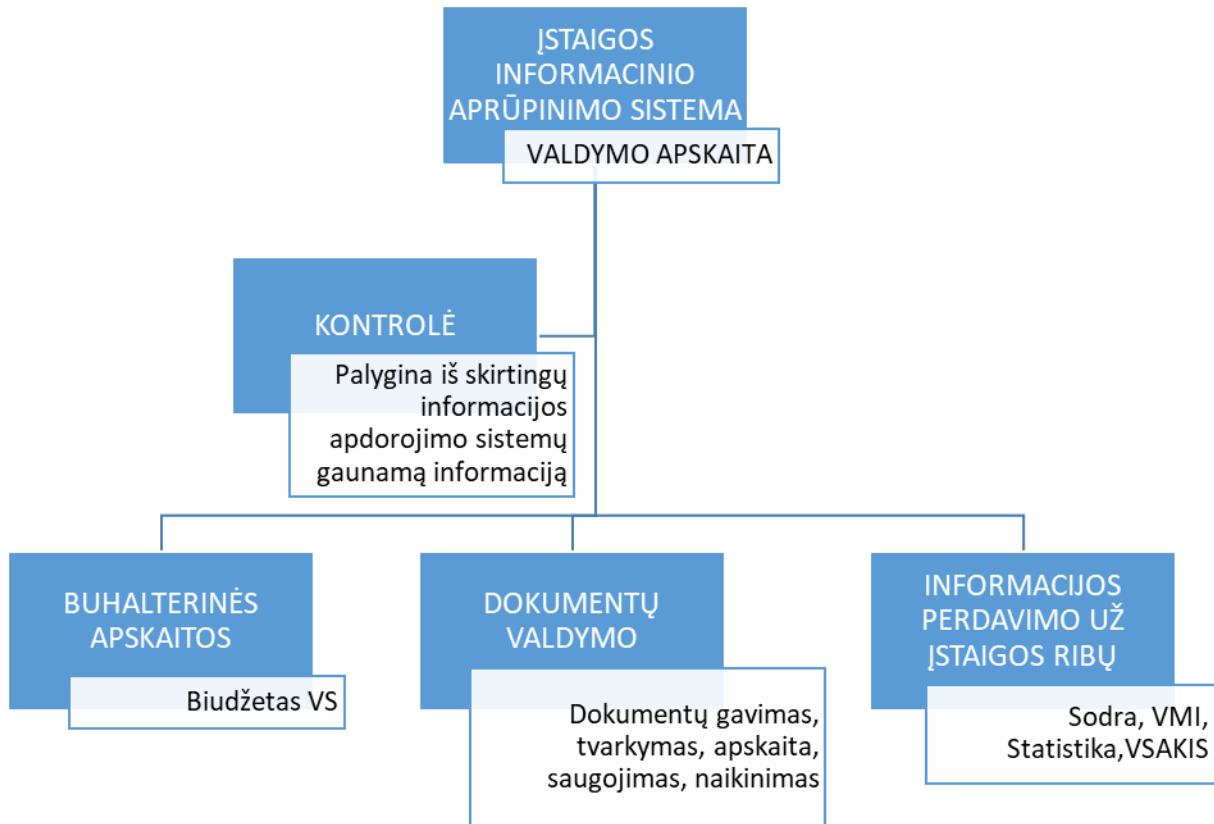 ĮSTAIGOS
INFORMACINIO
APRŪPINIMO SISTEMA
VALDYMO APSKAITA
KONTROLĖ
Palygina iš skirtingų
informacijos
apdorojimo sistemų
gaunamą informaciją
BUHALTERINĖS
APSKAITOS
Biudžetas VS
DOKUMENTŲ
VALDYMO
Dokumentų gavimas,
tvarkymas, apskaita,
saugojimas, naikinimas
INFORMACIJOS
PERDAVIMO UŽ
ĮSTAIGOS RIBŲ
Sodra, VMI,
Statistika,VSAKIS